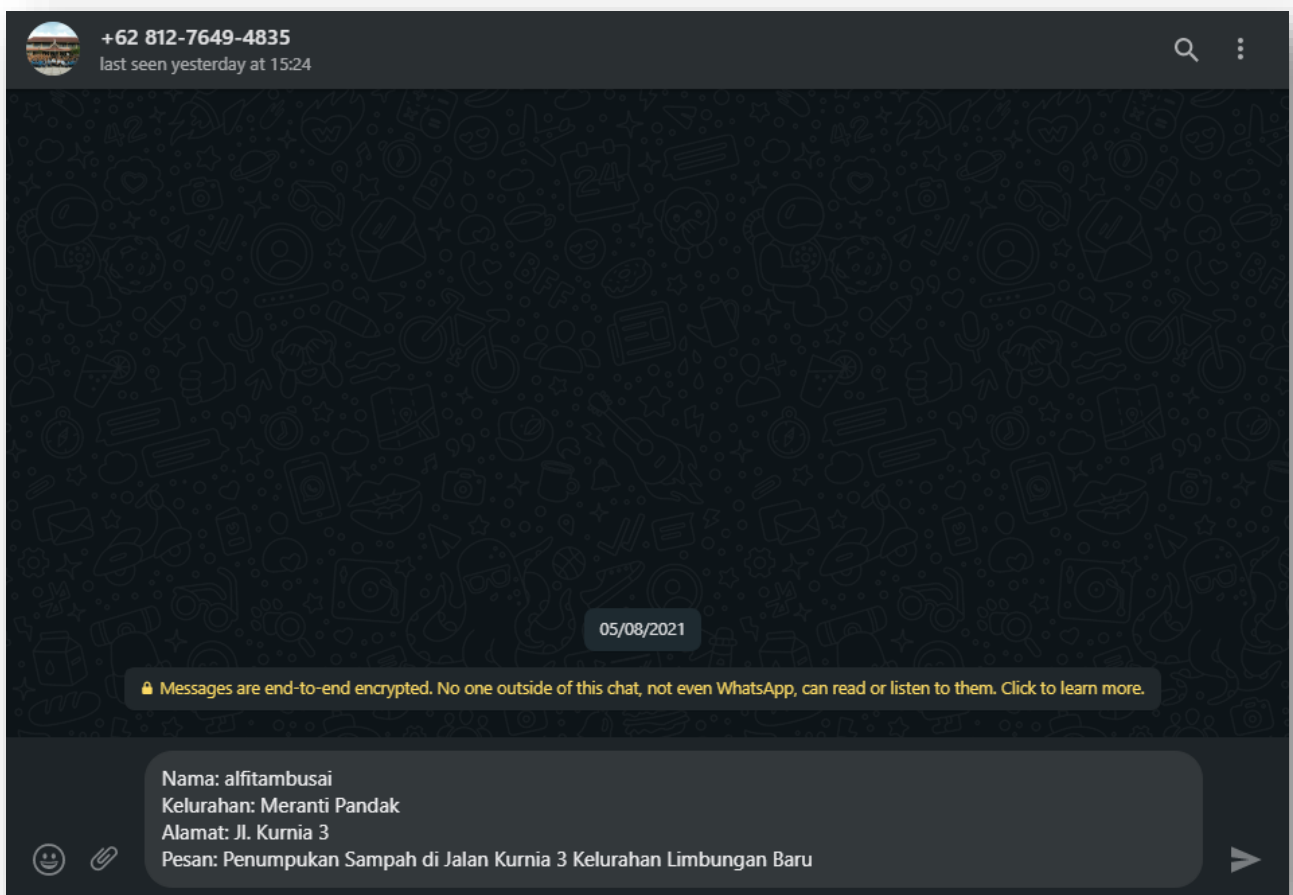 +62 812-7649-4835
last seen yesterday at 15:24
05/08/2021
Messages are end-to-end encrypted. No one outside of this chat, not even WhatsApp, can read or listen to them. Click to learn more.
Nama: alfitambusai
Kelurahan: Meranti Pandak
Alamat: Jl. Kurnia 3
Pesan: Penumpukan Sampah di Jalan Kurnia 3 Kelurahan Limbungan Baru